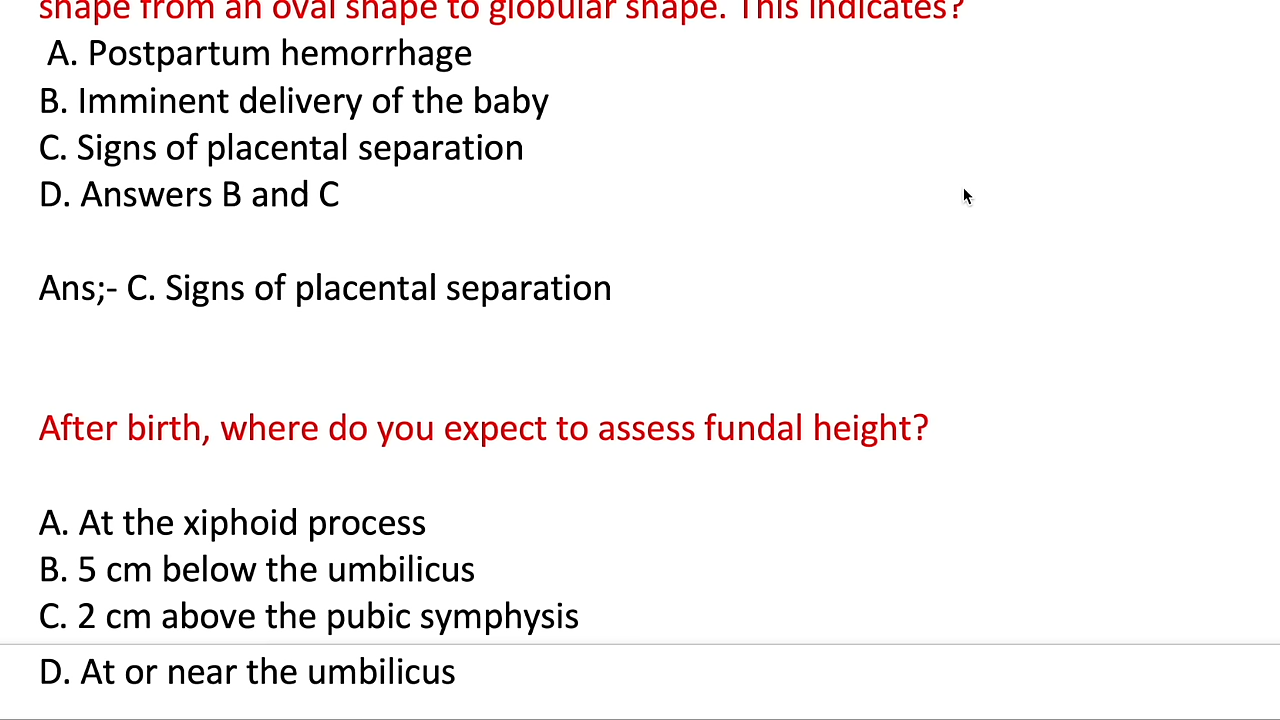 shape from an oval shape to globular shape. This indicates?
A. Postpartum hemorrhage
B. Imminent delivery of the baby
C. Signs of placental separation
D. Answers B and C
Ans;- C. Signs of placental separation
After birth, where do you expect to assess fundal height?
A. At the xiphoid process
B. 5 cm below the umbilicus
C. 2 cm above the pubic symphysis
D. At or near the umbilicus